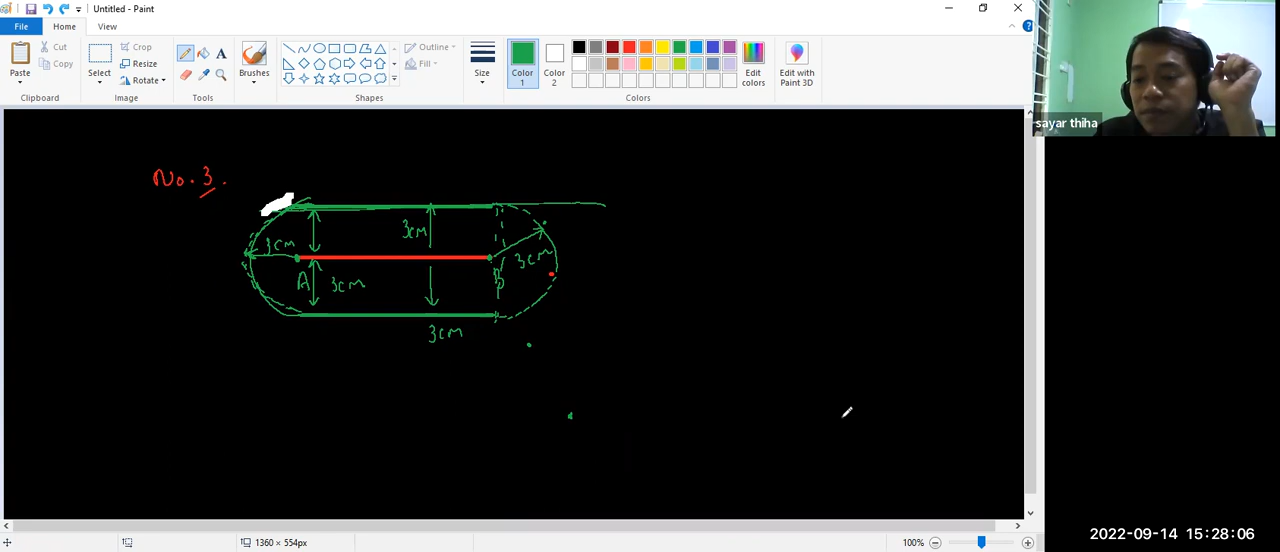 Untitled - Paint
File Home View
Paste
Cut
Copy
Clipboard
Select
Crop
Resize
Rotate
Image
Tools
Brushes
Shapes
Outline
Fill
Size
Color 1
Color 2
Edit colors
Edit with Paint 3D
Colors
sayar thiha
No. 3.
3cm
3cm
3cm
A
3cm
B
3cm
1360 × 554px
100%
2022-09-14 15:28:06